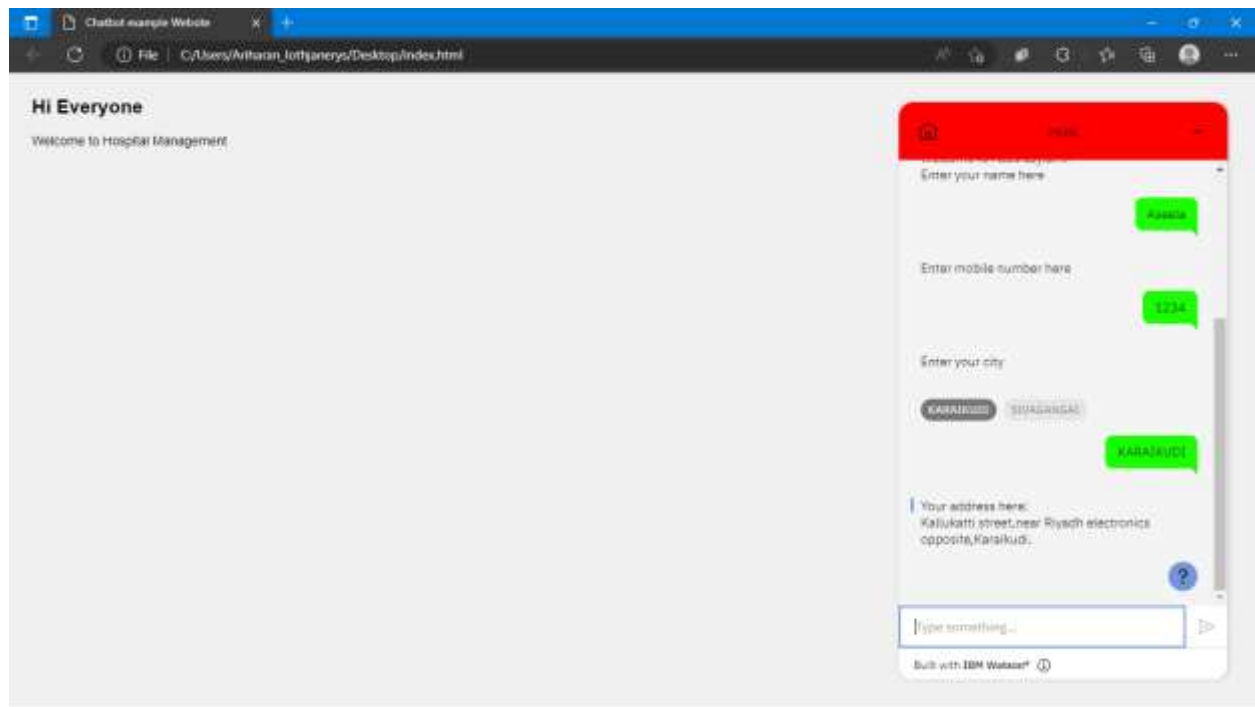 Chatbot example Website
File
C:/Users/Ariharan_lothjanerys/Desktop/index.html
Hi Everyone
Welcome to Hospital Management
Enter your name here
Enter mobile number here
1234
Enter your city
KARAIKUDI SIVAGANGAI
KARAIKUDI
Your address here:
Kallukatti street,near Riyadh electronics
opposite,Karaikudi.
?
Type something...
Built with IBM Watson®